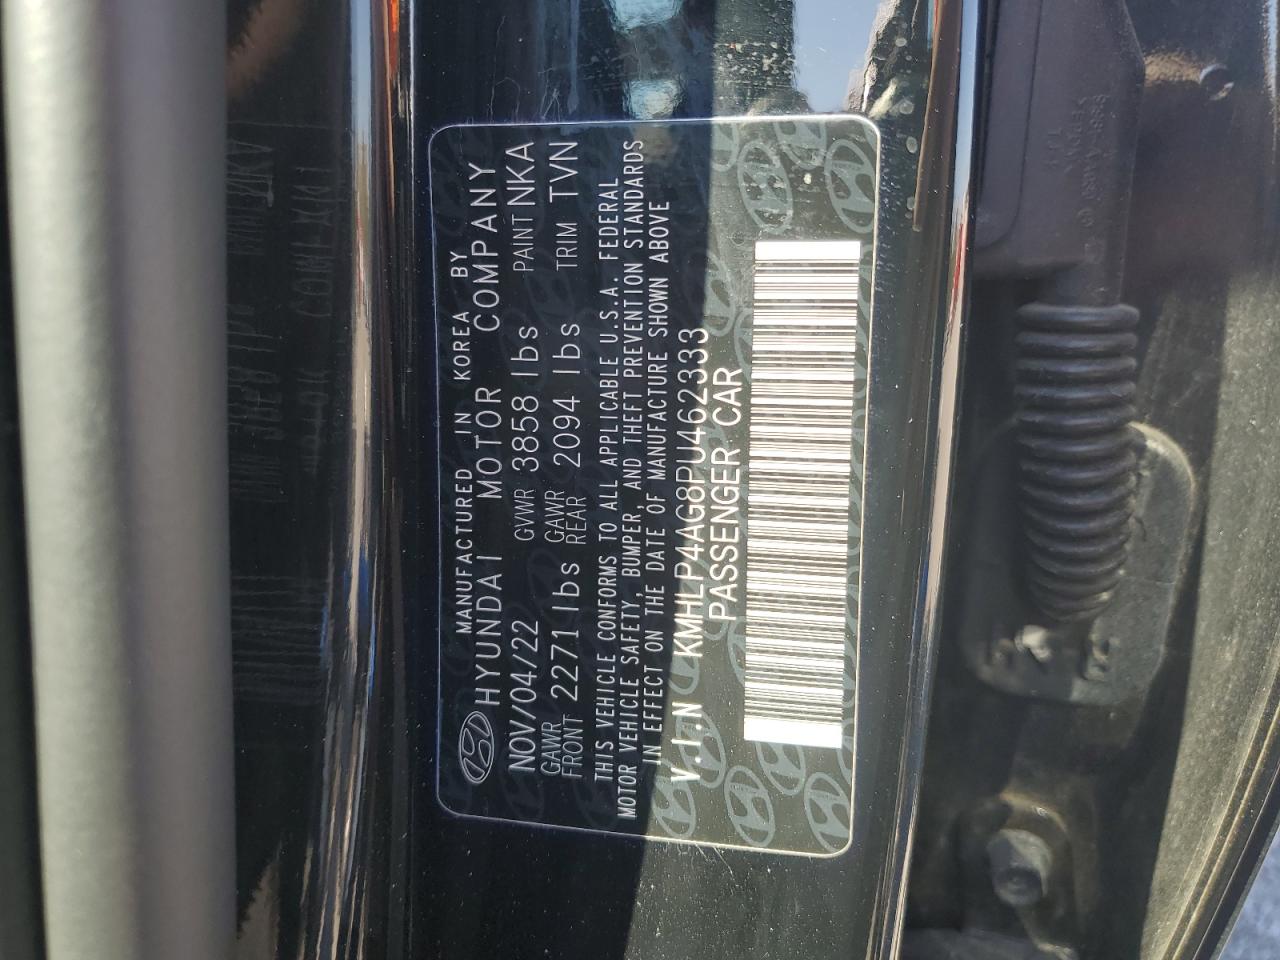 MANUFACTURED IN KOREA BY
HYUNDAI MOTOR COMPANY
NOV/04/22 GVWR 3858 lbs PAINT NKA
GAWR FRONT 2271 lbs GAWR REAR 2094 lbs TRIM TVN
THIS VEHICLE CONFORMS TO ALL APPLICABLE U.S.A. FEDERAL
MOTOR VEHICLE SAFETY, BUMPER, AND THEFT PREVENTION STANDARDS
IN EFFECT ON THE DATE OF MANUFACTURE SHOWN ABOVE
V.I.N KMHLP4AG8PU462333
PASSENGER CAR